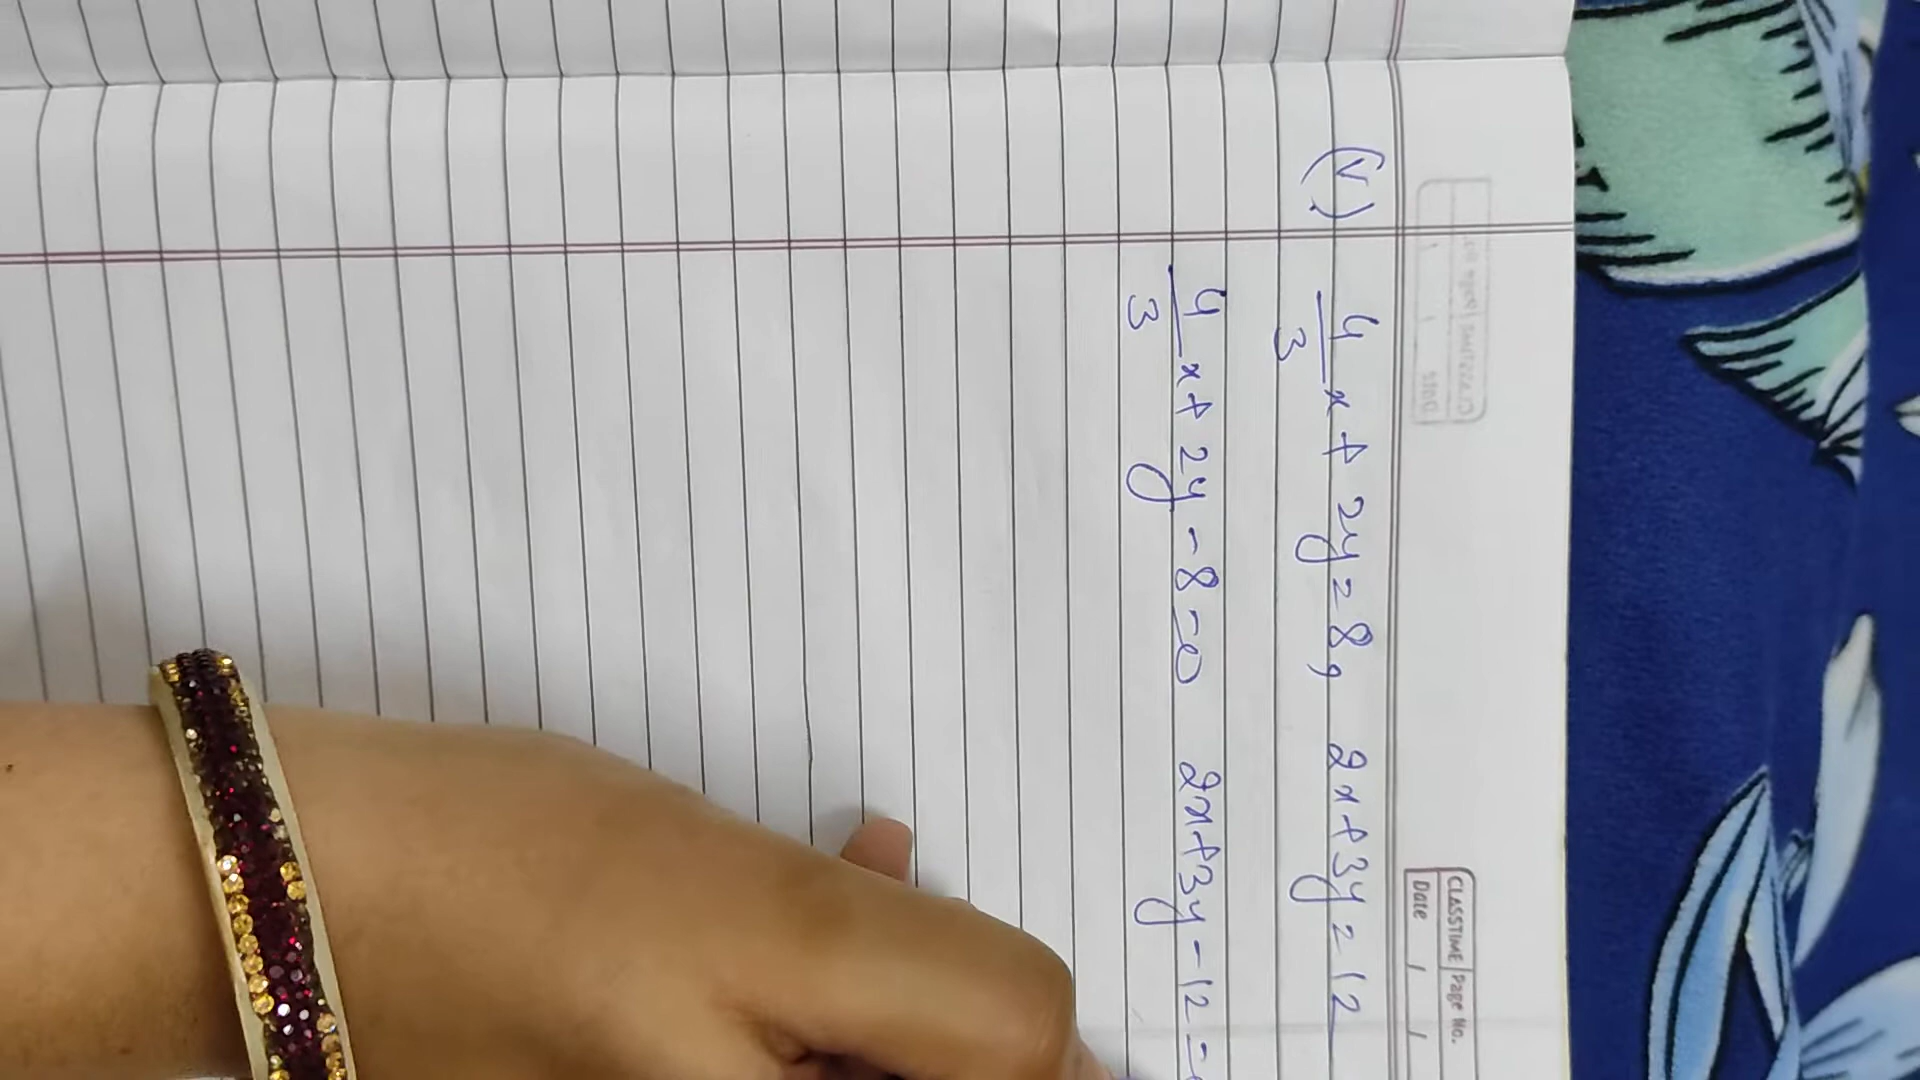 CLASSTIME Page No.
Date / /
(V.) 4/3 x + 2y = 8, 2x + 3y = 12
4/3 x + 2y - 8 = 0 2x + 3y - 12 =